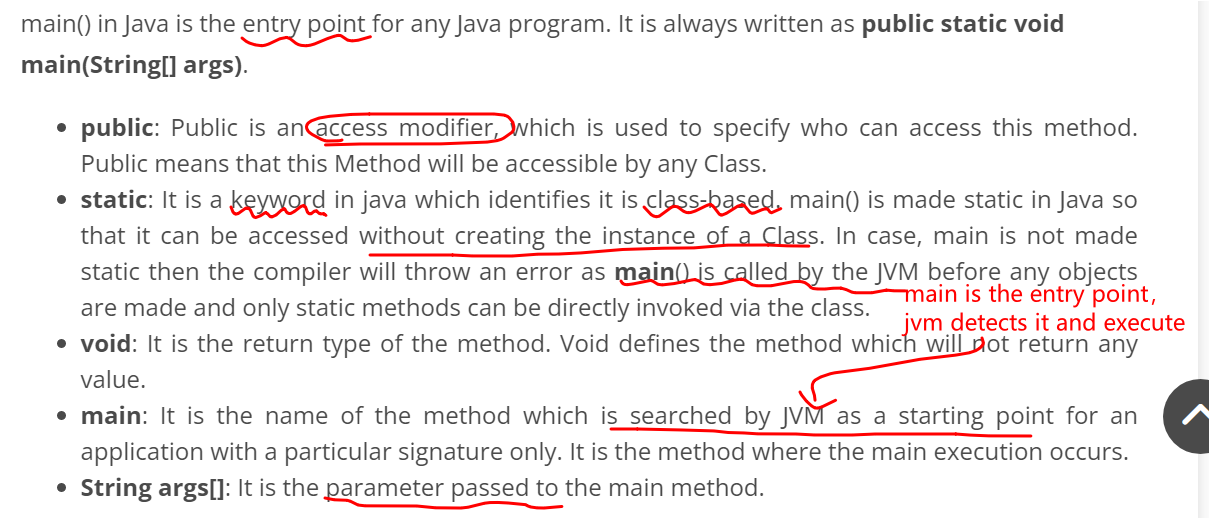 main() in Java is the entry point for any Java program. It is always written as public static void
main(String[] args).
• public: Public is an access modifier, which is used to specify who can access this method.
Public means that this Method will be accessible by any Class.
• static: It is a keyword in java which identifies it is class-based. main() is made static in Java so
that it can be accessed without creating the instance of a Class. In case, main is not made
static then the compiler will throw an error as main() is called by the JVM before any objects
are made and only static methods can be directly invoked via the class.
main is the entry point,
jvm detects it and execute
• void: It is the return type of the method. Void defines the method which will not return any
value.
• main: It is the name of the method which is searched by JVM as a starting point for an
application with a particular signature only. It is the method where the main execution occurs.
• String args[]: It is the parameter passed to the main method.